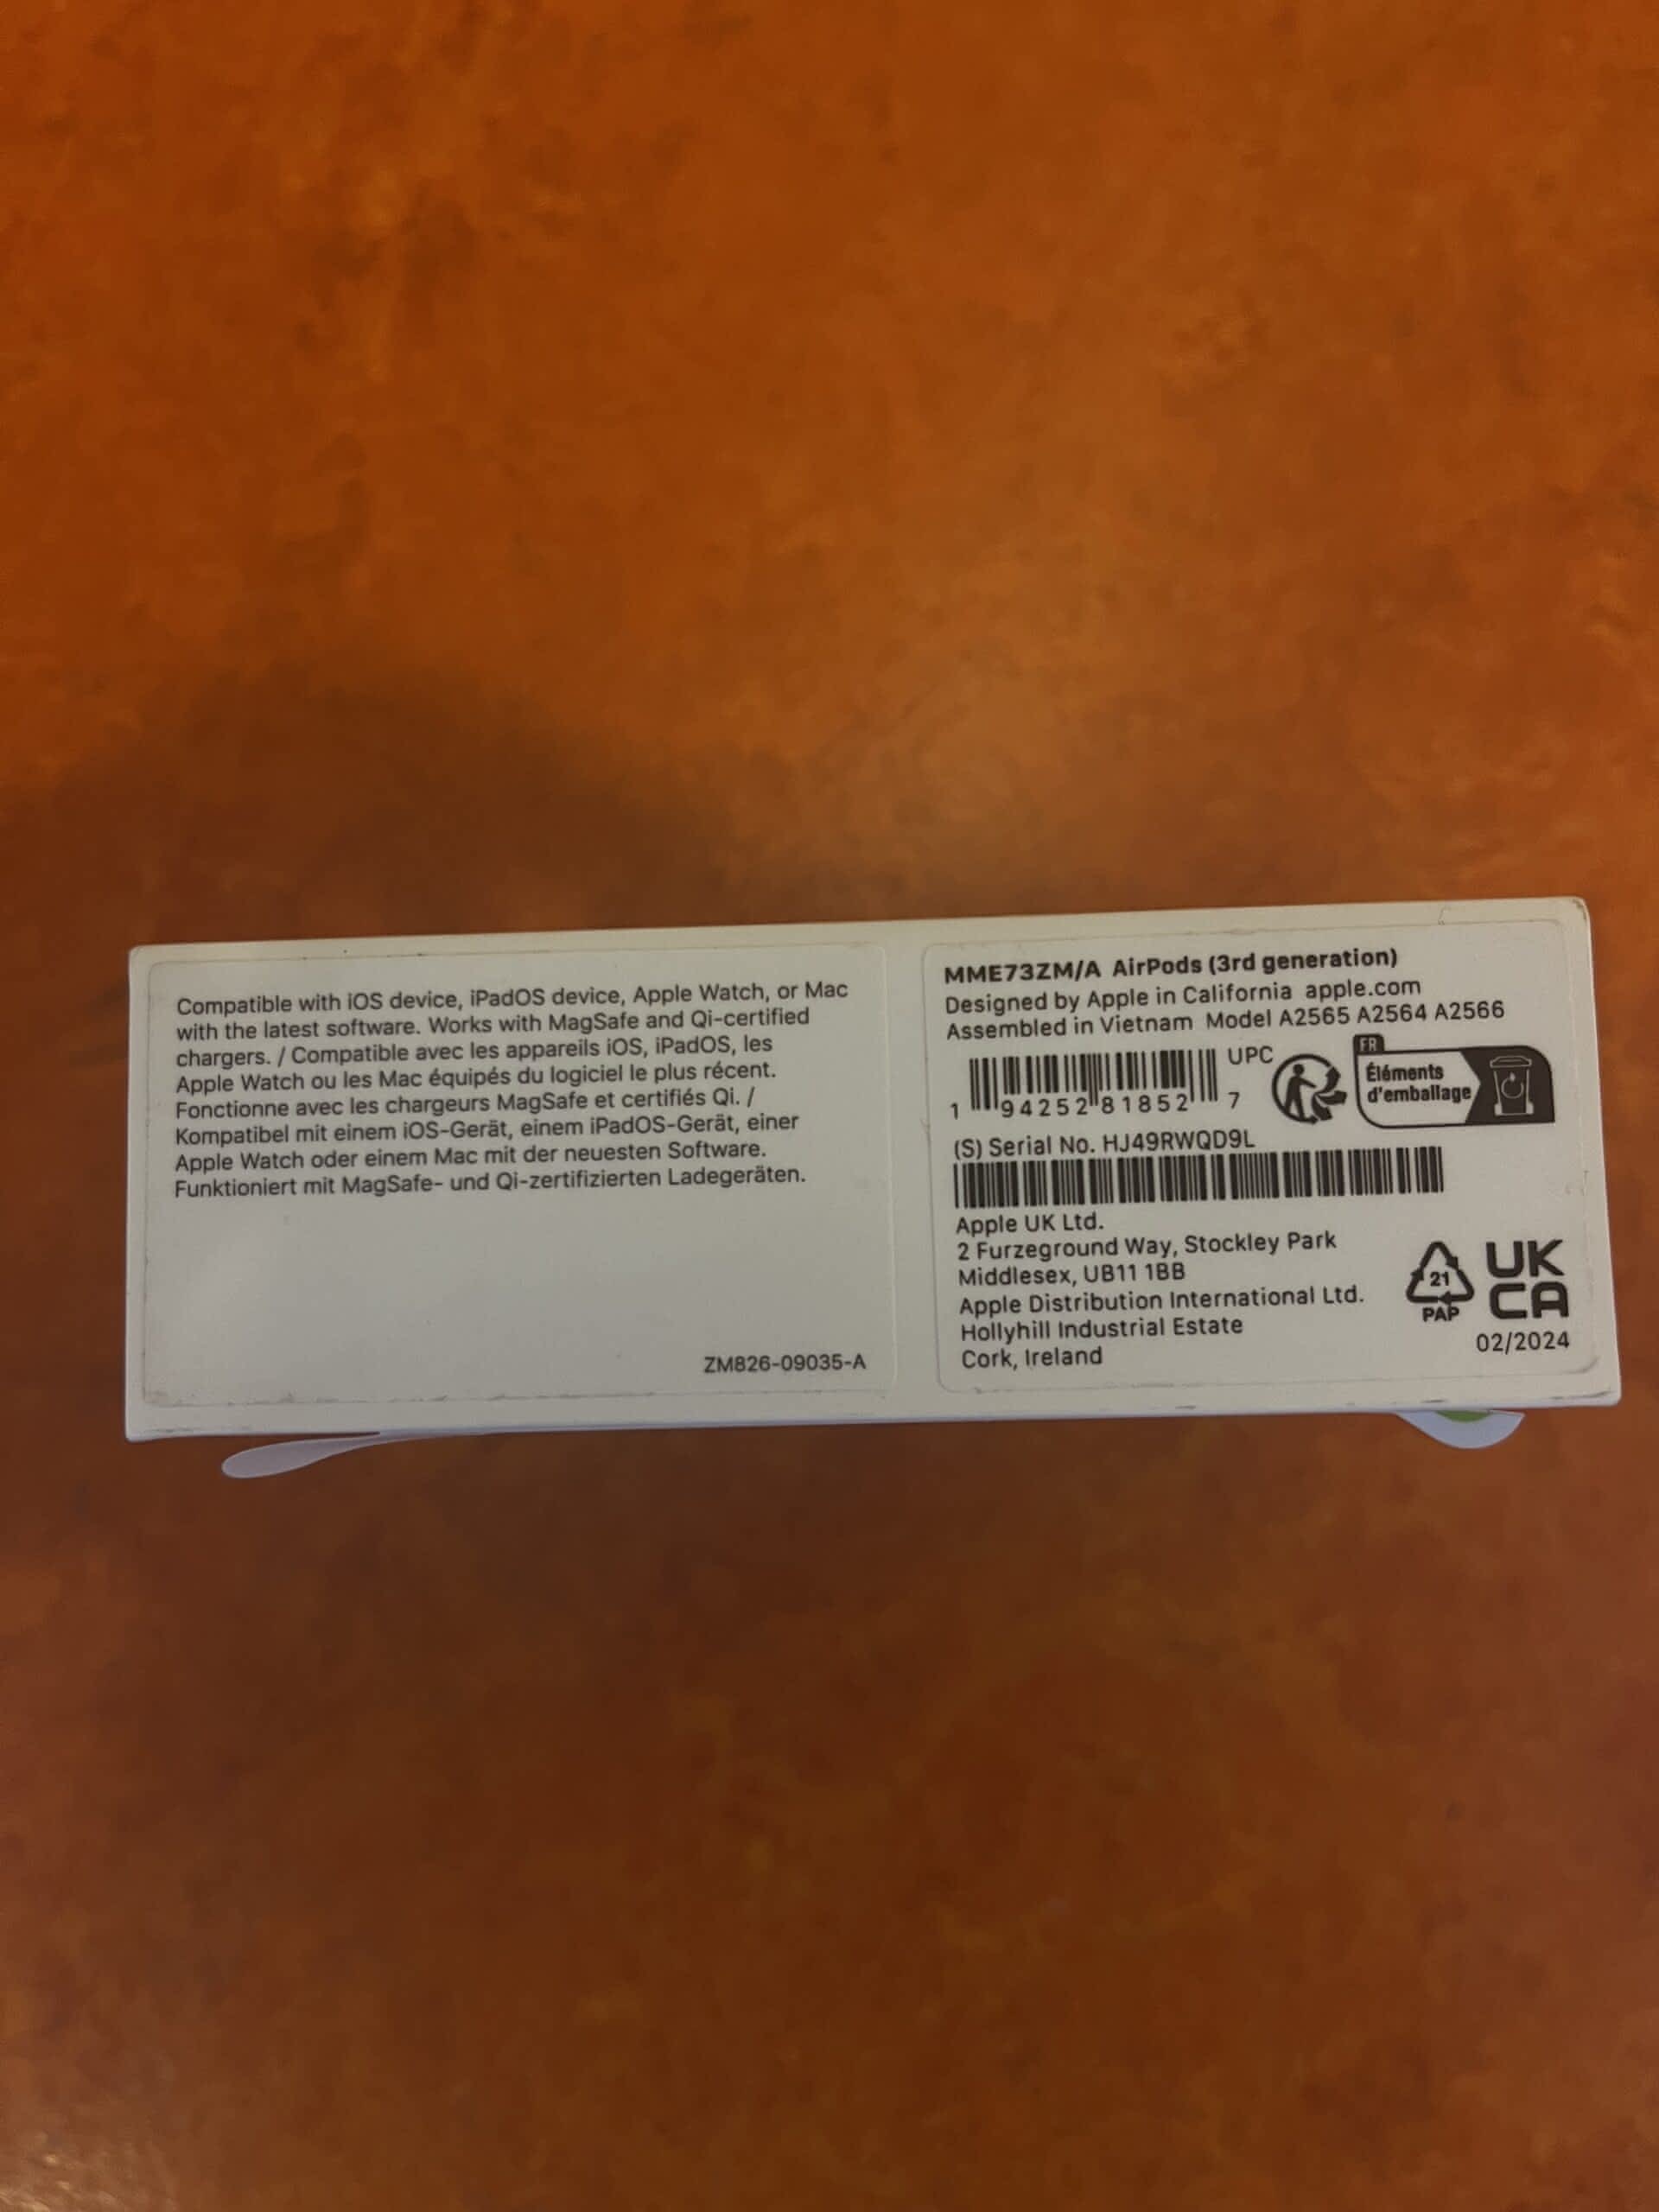 Compatible with iOS device, iPadOS device, Apple Watch, or Mac
with the latest software. Works with MagSafe and Qi-certified
chargers. / Compatible avec les appareils iOS, iPadOS, les
Apple Watch ou les Mac équipés du logiciel le plus récent.
Fonctionne avec les chargeurs MagSafe et certifiés Qi. /
Kompatibel mit einem iOS-Gerät, einem iPadOS-Gerät, einer
Apple Watch oder einem Mac mit der neuesten Software.
Funktioniert mit MagSafe- und Qi-zertifizierten Ladegeräten.
ZM826-09035-A
MME73ZM/A AirPods (3rd generation)
Designed by Apple in California apple.com
Assembled in Vietnam Model A2565 A2564 A2566
UPC
1 94252 81852 7
FR
Éléments
d'emballage
(S) Serial No. HJ49RWQD9L
Apple UK Ltd.
2 Furzeground Way, Stockley Park
Middlesex, UB11 1BB
Apple Distribution International Ltd.
Hollyhill Industrial Estate
Cork, Ireland
21
PAP
UK
CA
02/2024